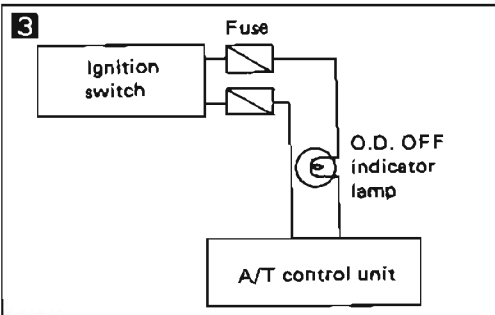 3
Fuse
Ignition
switch
O.D. OFF
indicator
lamp
A/T control unit